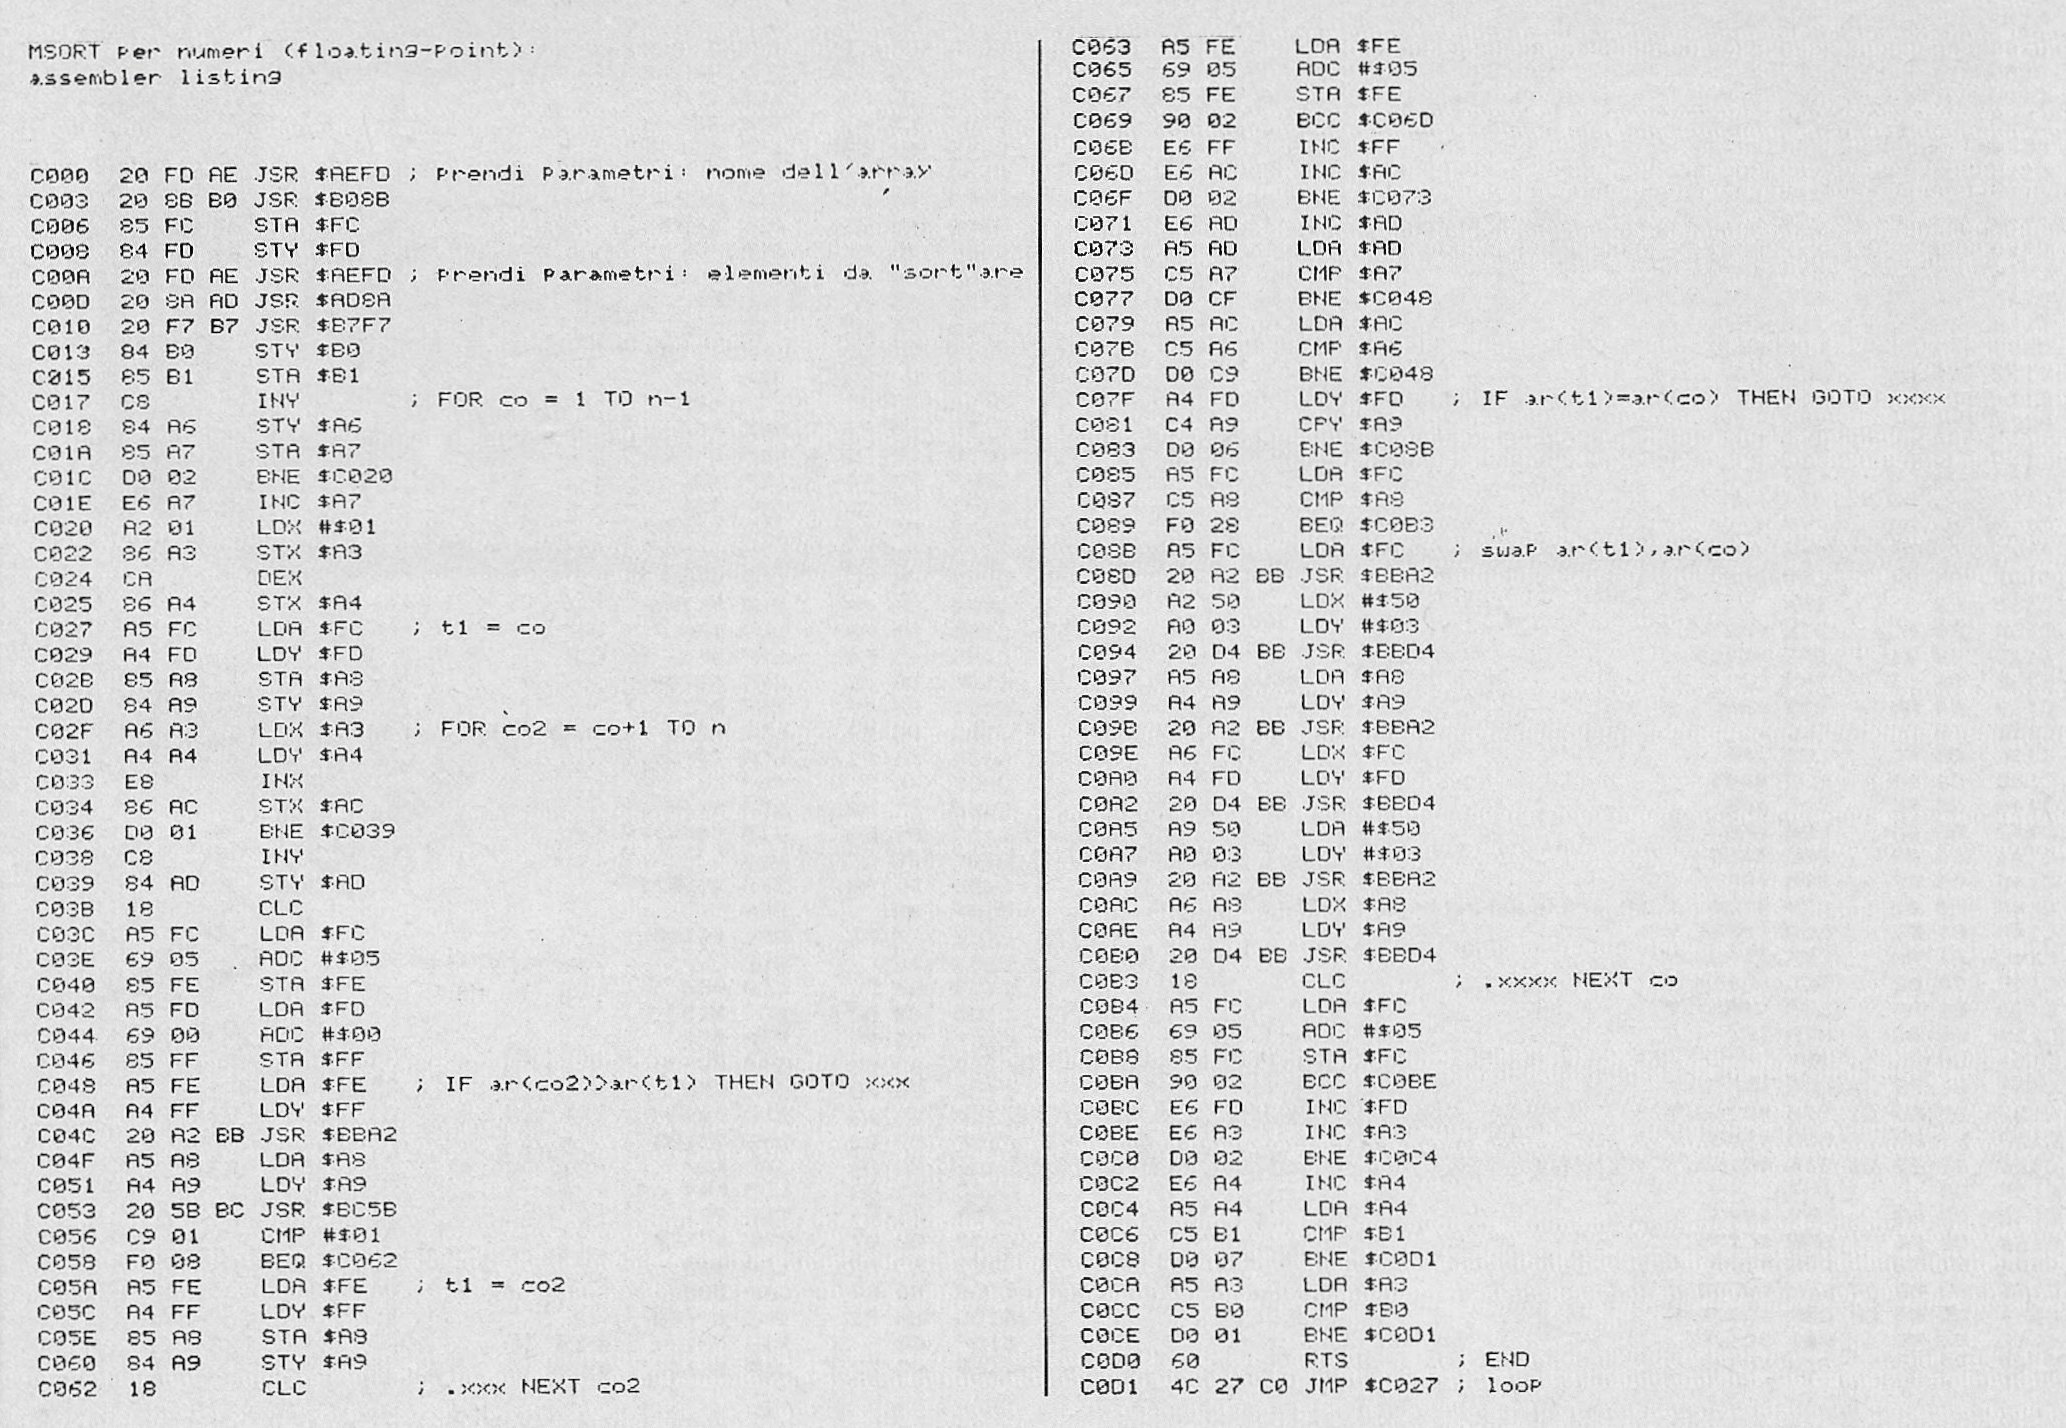 MSORT per numeri (floating-point):
assembler listing
C000 20 FD AE JSR $AEFD ; prendi parametri: nome dell'array
C003 20 8B B0 JSR $B08B
C006 85 FC STA $FC
C008 84 FD STY $FD
C00A 20 FD AE JSR $AEFD ; prendi parametri: elementi da "sort"are
C00D 20 8A AD JSR $AD8A
C010 20 F7 B7 JSR $B7F7
C013 84 B0 STY $B0
C015 85 B1 STA $B1
C017 C8 INY ; FOR co = 1 TO n-1
C018 84 A6 STY $A6
C01A 85 A7 STA $A7
C01C D0 02 BNE $C020
C01E E6 A7 INC $A7
C020 A2 01 LDX #$01
C022 86 A3 STX $A3
C024 CA DEX
C025 86 A4 STX $A4
C027 A5 FC LDA $FC ; t1 = co
C029 A4 FD LDY $FD
C02B 85 A8 STA $A8
C02D 84 A9 STY $A9
C02F A6 A3 LDX $A3 ; FOR co2 = co+1 TO n
C031 A4 A4 LDY $A4
C033 E8 INX
C034 86 AC STX $AC
C036 D0 01 BNE $C039
C038 C8 INY
C039 84 AD STY $AD
C03B 18 CLC
C03C A5 FC LDA $FC
C03E 69 05 ADC #$05
C040 85 FE STA $FE
C042 A5 FD LDA $FD
C044 69 00 ADC #$00
C046 85 FF STA $FF
C048 A5 FE LDA $FE ; IF ar(co2)>ar(t1) THEN GOTO xxx
C04A A4 FF LDY $FF
C04C 20 A2 BB JSR $BBA2
C04F A5 A8 LDA $A8
C051 A4 A9 LDY $A9
C053 20 5B BC JSR $BC5B
C056 C9 01 CMP #$01
C058 F0 08 BEQ $C062
C05A A5 FE LDA $FE ; t1 = co2
C05C A4 FF LDY $FF
C05E 85 A8 STA $A8
C060 84 A9 STY $A9
C062 18 CLC ; .xxx NEXT co2
C063 A5 FE LDA $FE
C065 69 05 ADC #$05
C067 85 FE STA $FE
C069 90 02 BCC $C06D
C06B E6 FF INC $FF
C06D E6 AC INC $AC
C06F D0 02 BNE $C073
C071 E6 AD INC $AD
C073 A5 AD LDA $AD
C075 C5 A7 CMP $A7
C077 D0 CF BNE $C048
C079 A5 AC LDA $AC
C07B C5 A6 CMP $A6
C07D D0 C9 BNE $C048
C07F A4 FD LDY $FD ; IF ar(t1)=ar(co) THEN GOTO xxxx
C081 C4 A9 CPY $A9
C083 D0 06 BNE $C08B
C085 A5 FC LDA $FC
C087 C5 A8 CMP $A8
C089 F0 28 BEQ $C0B3
C08B A5 FC LDA $FC ; swap ar(t1),ar(co)
C08D 20 A2 BB JSR $BBA2
C090 A2 50 LDX #$50
C092 A0 03 LDY #$03
C094 20 D4 BB JSR $BBD4
C097 A5 A8 LDA $A8
C099 A4 A9 LDY $A9
C09B 20 A2 BB JSR $BBA2
C09E A6 FC LDX $FC
C0A0 A4 FD LDY $FD
C0A2 20 D4 BB JSR $BBD4
C0A5 A9 50 LDA #$50
C0A7 A0 03 LDY #$03
C0A9 20 A2 BB JSR $BBA2
C0AC A6 A8 LDX $A8
C0AE A4 A9 LDY $A9
C0B0 20 D4 BB JSR $BBD4
C0B3 18 CLC ; .xxxx NEXT co
C0B4 A5 FC LDA $FC
C0B6 69 05 ADC #$05
C0B8 85 FC STA $FC
C0BA 90 02 BCC $C0BE
C0BC E6 FD INC $FD
C0BE E6 A3 INC $A3
C0C0 D0 02 BNE $C0C4
C0C2 E6 A4 INC $A4
C0C4 A5 A4 LDA $A4
C0C6 C5 B1 CMP $B1
C0C8 D0 07 BNE $C0D1
C0CA A5 A3 LDA $A3
C0CC C5 B0 CMP $B0
C0CE D0 01 BNE $C0D1
C0D0 60 RTS ; END
C0D1 4C 27 C0 JMP $C027 ; loop